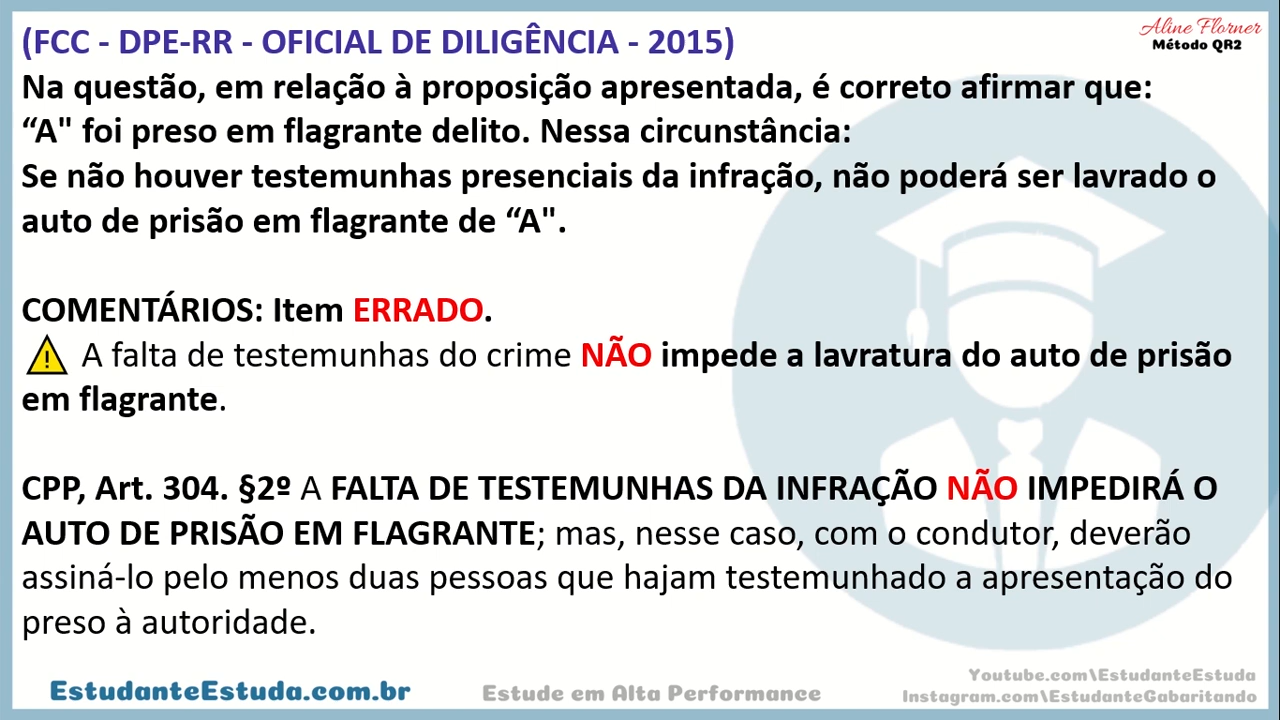 (FCC - DPE-RR - OFICIAL DE DILIGÊNCIA - 2015)
Aline Florner
Método QR2
Na questão, em relação à proposição apresentada, é correto afirmar que:
“A" foi preso em flagrante delito. Nessa circunstância:
Se não houver testemunhas presenciais da infração, não poderá ser lavrado o
auto de prisão em flagrante de “A".
COMENTÁRIOS: Item ERRADO.
⚠ A falta de testemunhas do crime NÃO impede a lavratura do auto de prisão
em flagrante.
CPP, Art. 304. §2º A FALTA DE TESTEMUNHAS DA INFRAÇÃO NÃO IMPEDIRÁ O
AUTO DE PRISÃO EM FLAGRANTE; mas, nesse caso, com o condutor, deverão
assiná-lo pelo menos duas pessoas que hajam testemunhado a apresentação do
preso à autoridade.
EstudanteEstuda.com.br
Estude em Alta Performance
Youtube.com\EstudanteEstuda
Instagram.com\EstudanteGabaritando